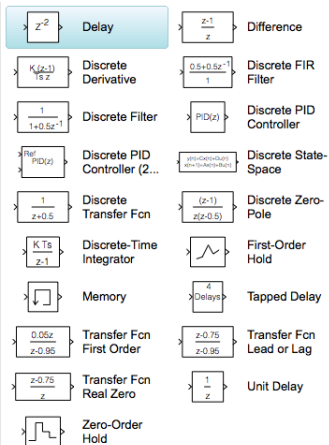 z-2 Delay
z-1
z Difference
K (z-1)
Ts z Discrete
Derivative
0.5+0.5z-1
1 Discrete FIR
Filter
1
1+0.5z-1 Discrete Filter
PID(z) Discrete PID
Controller
Ref
PID(z) Discrete PID
Controller (2...
y(n)=Cx(n)+Du(n)
x(n+1)=Ax(n)+Bu(n) Discrete State-
Space
1
z+0.5 Discrete
Transfer Fcn
(z-1)
z(z-0.5) Discrete Zero-
Pole
K Ts
z-1 Discrete-Time
Integrator
First-Order
Hold
Memory
4
Delays Tapped Delay
0.05z
z-0.95 Transfer Fcn
First Order
z-0.75
z-0.95 Transfer Fcn
Lead or Lag
z-0.75
z Transfer Fcn
Real Zero
1
z Unit Delay
Zero-Order
Hold